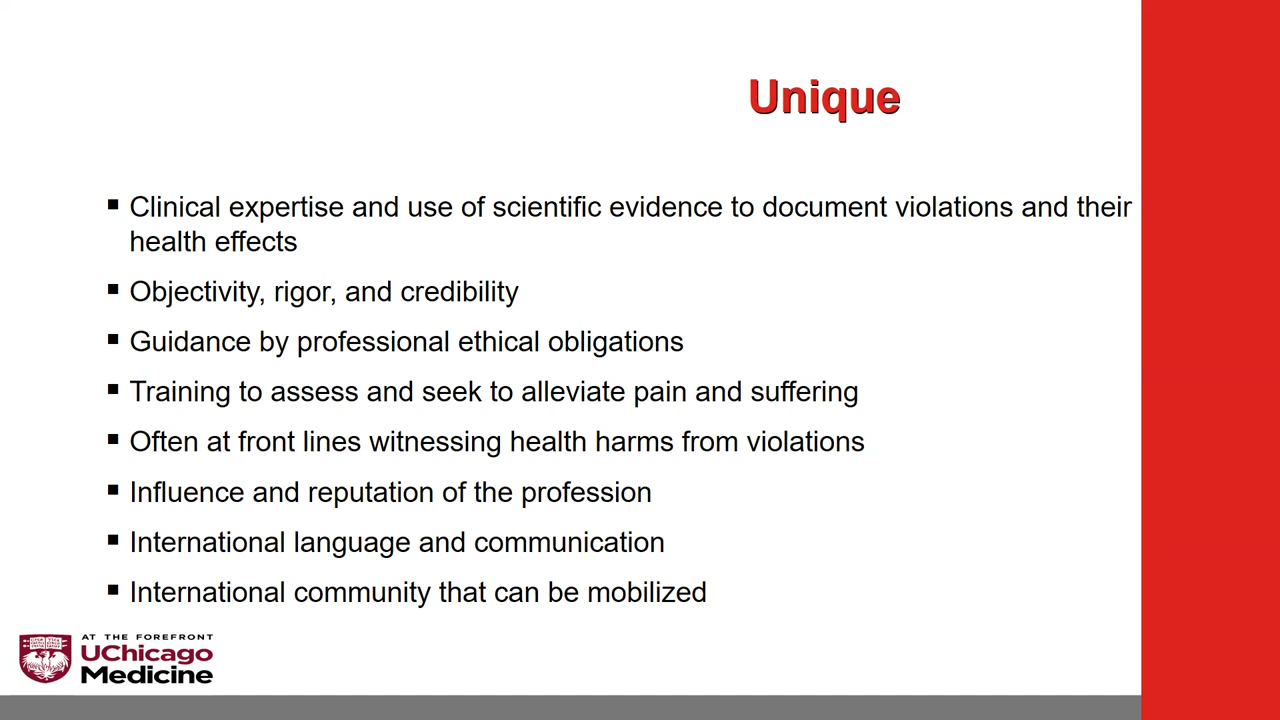 Unique
▪ Clinical expertise and use of scientific evidence to document violations and their
health effects
▪ Objectivity, rigor, and credibility
▪ Guidance by professional ethical obligations
▪ Training to assess and seek to alleviate pain and suffering
▪ Often at front lines witnessing health harms from violations
▪ Influence and reputation of the profession
▪ International language and communication
▪ International community that can be mobilized
AT THE FOREFRONT
UChicago
Medicine